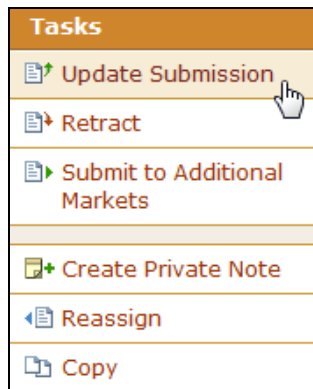 Tasks
Update Submission
Retract
Submit to Additional
Markets
Create Private Note
Reassign
Copy